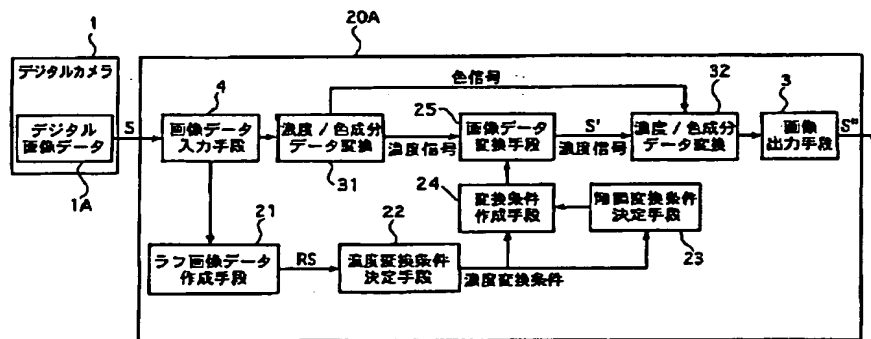 1
20A
デジタルカメラ
デジタル
画像データ
1A
S
4
画像データ
入力手段
濃度/色成分
データ変換
31
色信号
濃度信号
25
画像データ
変換手段
S'
濃度信号
32
濃度/色成分
データ変換
3
画像
出力手段
S"
24
変換条件
作成手段
階調変換条件
決定手段
23
21
ラフ画像データ
作成手段
RS
22
濃度変換条件
決定手段
濃度変換条件